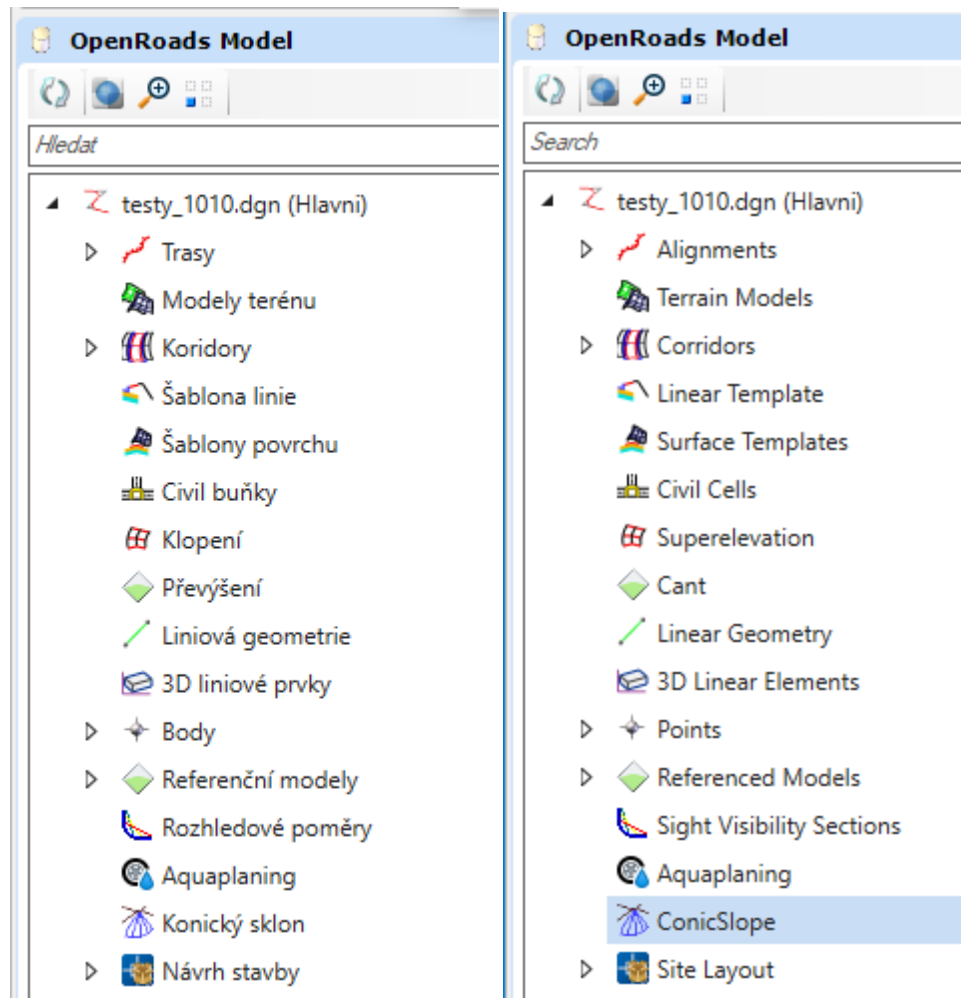 OpenRoads Model
Hledat
testy_1010.dgn (Hlavni)
Trasy
Modely terénu
Koridory
Šablona linie
Šablony povrchu
Civil buňky
Klopení
Převýšení
Liniová geometrie
3D liniové prvky
Body
Referenční modely
Rozhledové poměry
Aquaplaning
Konický sklon
Návrh stavby
OpenRoads Model
Search
testy_1010.dgn (Hlavni)
Alignments
Terrain Models
Corridors
Linear Template
Surface Templates
Civil Cells
Superelevation
Cant
Linear Geometry
3D Linear Elements
Points
Referenced Models
Sight Visibility Sections
Aquaplaning
ConicSlope
Site Layout